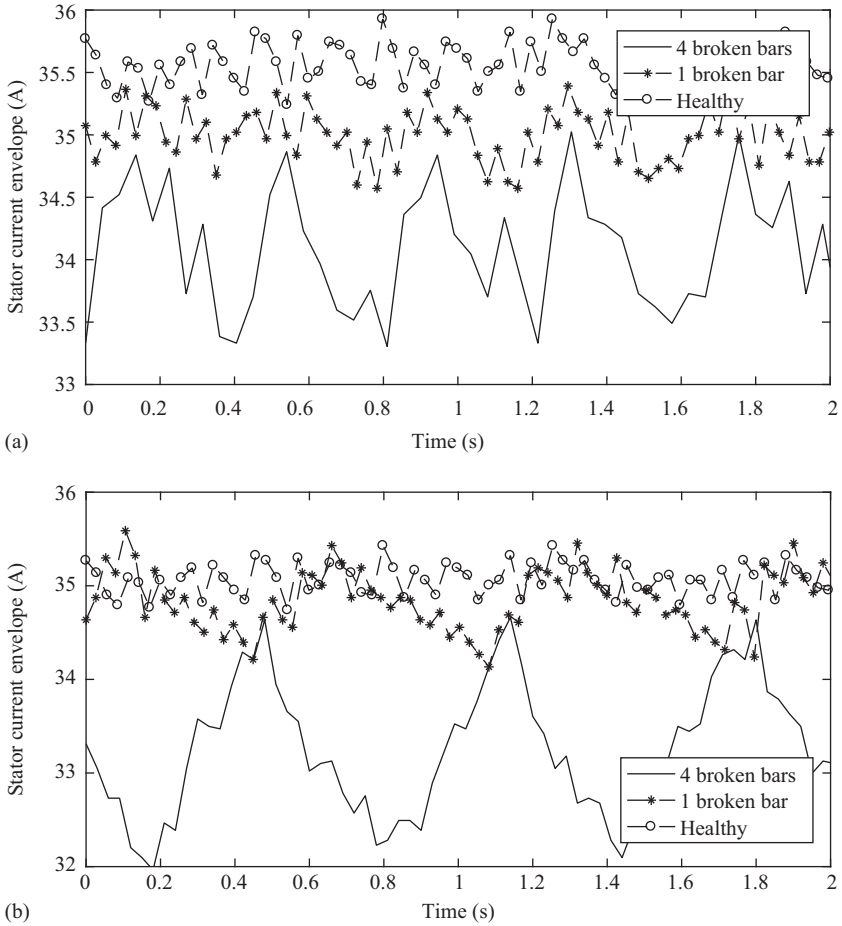 36
35.5
35
34.5
34
33.5
33
Stator current envelope (A)
4 broken bars
1 broken bar
Healthy
0 0.2 0.4 0.6 0.8 1 1.2 1.4 1.6 1.8 2
Time (s)
(a)
36
35
34
33
32
Stator current envelope (A)
4 broken bars
1 broken bar
Healthy
0 0.2 0.4 0.6 0.8 1 1.2 1.4 1.6 1.8 2
Time (s)
(b)